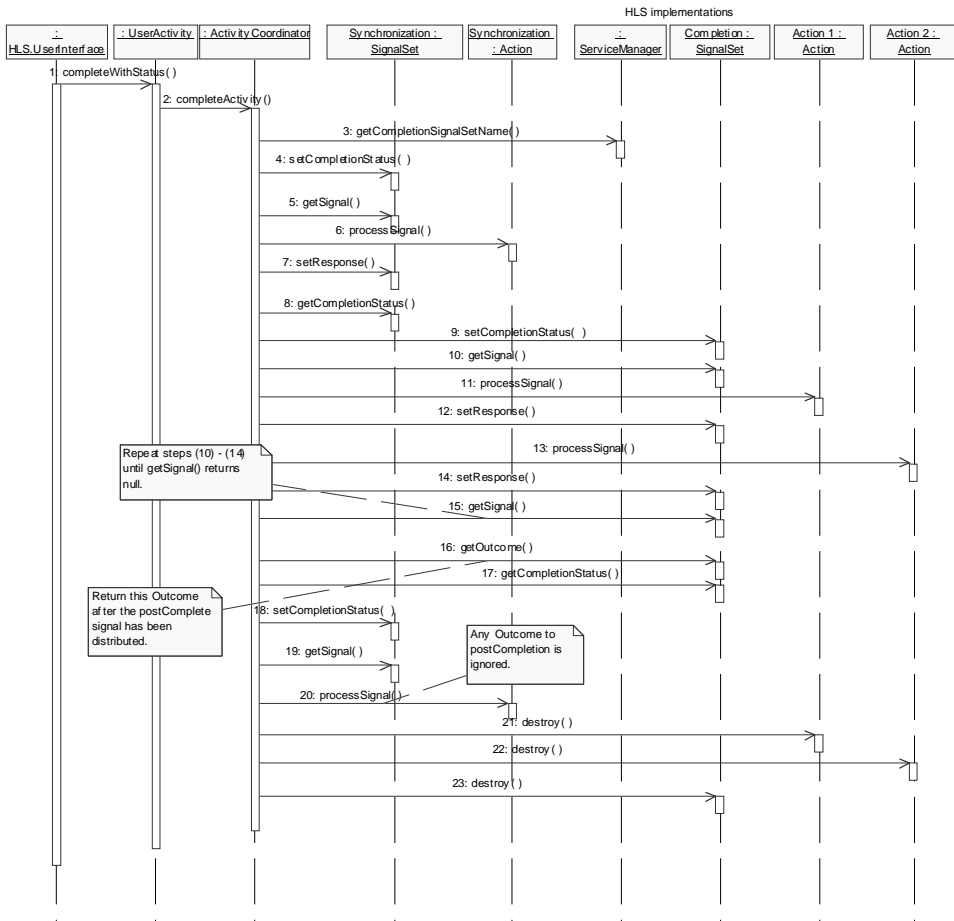 HLS implementations
:
HLS.UserInterface
: UserActivity
: ActivityCoordinator
Synchronization :
SignalSet
Synchronization
: Action
:
ServiceManager
Completion :
SignalSet
Action 1 :
Action
Action 2 :
Action
1: completeWithStatus( )
2: completeActivity()
3: getCompletionSignalSetName( )
4: setCompletionStatus( )
5: getSignal( )
6: processSignal( )
7: setResponse( )
8: getCompletionStatus( )
9: setCompletionStatus( )
10: getSignal( )
11: processSignal( )
12: setResponse( )
13: processSignal( )
Repeat steps (10) - (14)
until getSignal() returns
null.
14: setResponse( )
15: getSignal( )
16: getOutcome( )
17: getCompletionStatus( )
Return this Outcome
after the postComplete
signal has been
distributed.
18: setCompletionStatus( )
Any Outcome to
postCompletion is
ignored.
19: getSignal( )
20: processSignal( )
21: destroy( )
22: destroy( )
23: destroy( )